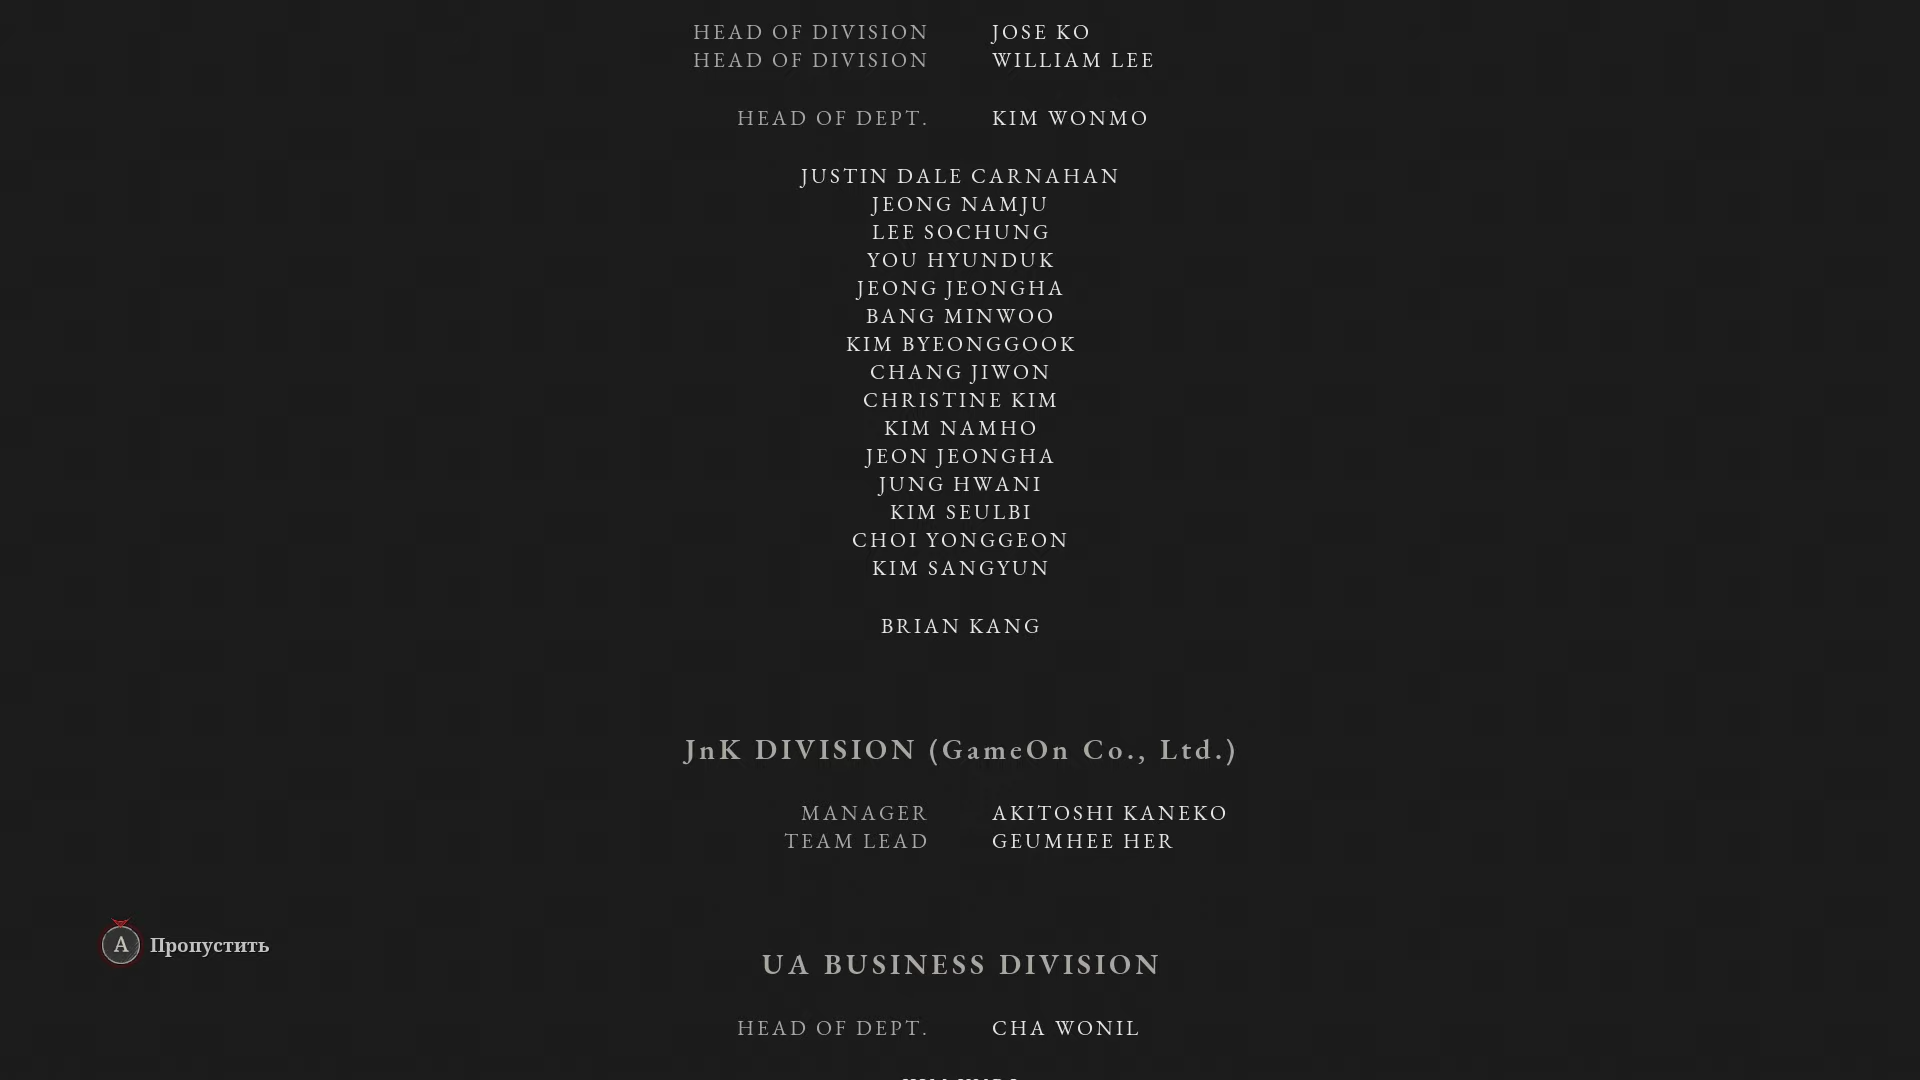 HEAD OF DIVISION JOSE KO
HEAD OF DIVISION WILLIAM LEE
HEAD OF DEPT. KIM WONMO
JUSTIN DALE CARNAHAN
JEONG NAMJU
LEE SOCHUNG
YOU HYUNDUK
JEONG JEONGHA
BANG MINWOO
KIM BYEONGGOOK
CHANG JIWON
CHRISTINE KIM
KIM NAMHO
JEON JEONGHA
JUNG HWANI
KIM SEULBI
CHOI YONGGEON
KIM SANGYUN
BRIAN KANG
JnK DIVISION (GameOn Co., Ltd.)
MANAGER AKITOSHI KANEKO
TEAM LEAD GEUMHEE HER
A Пропустить
UA BUSINESS DIVISION
HEAD OF DEPT. CHA WONIL